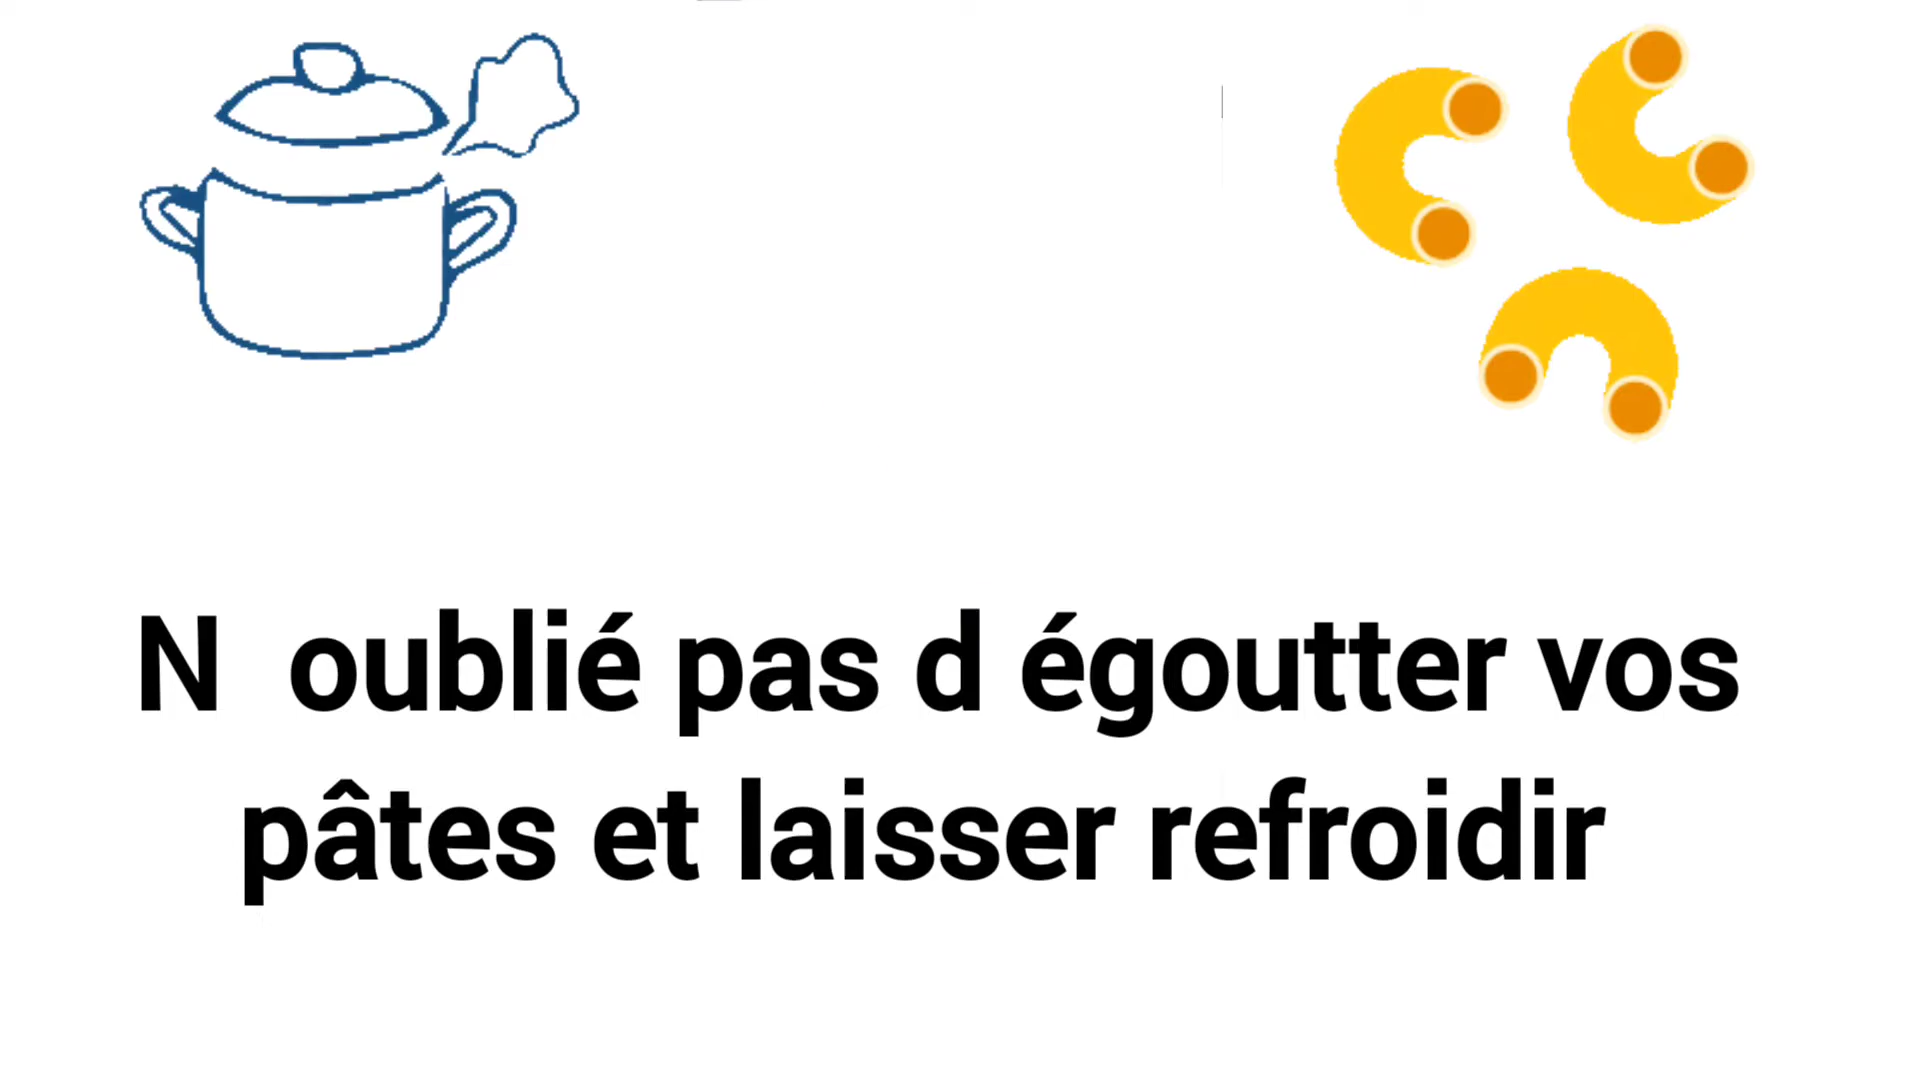 N  oublié pas d égoutter vos
pâtes et laisser refroidir